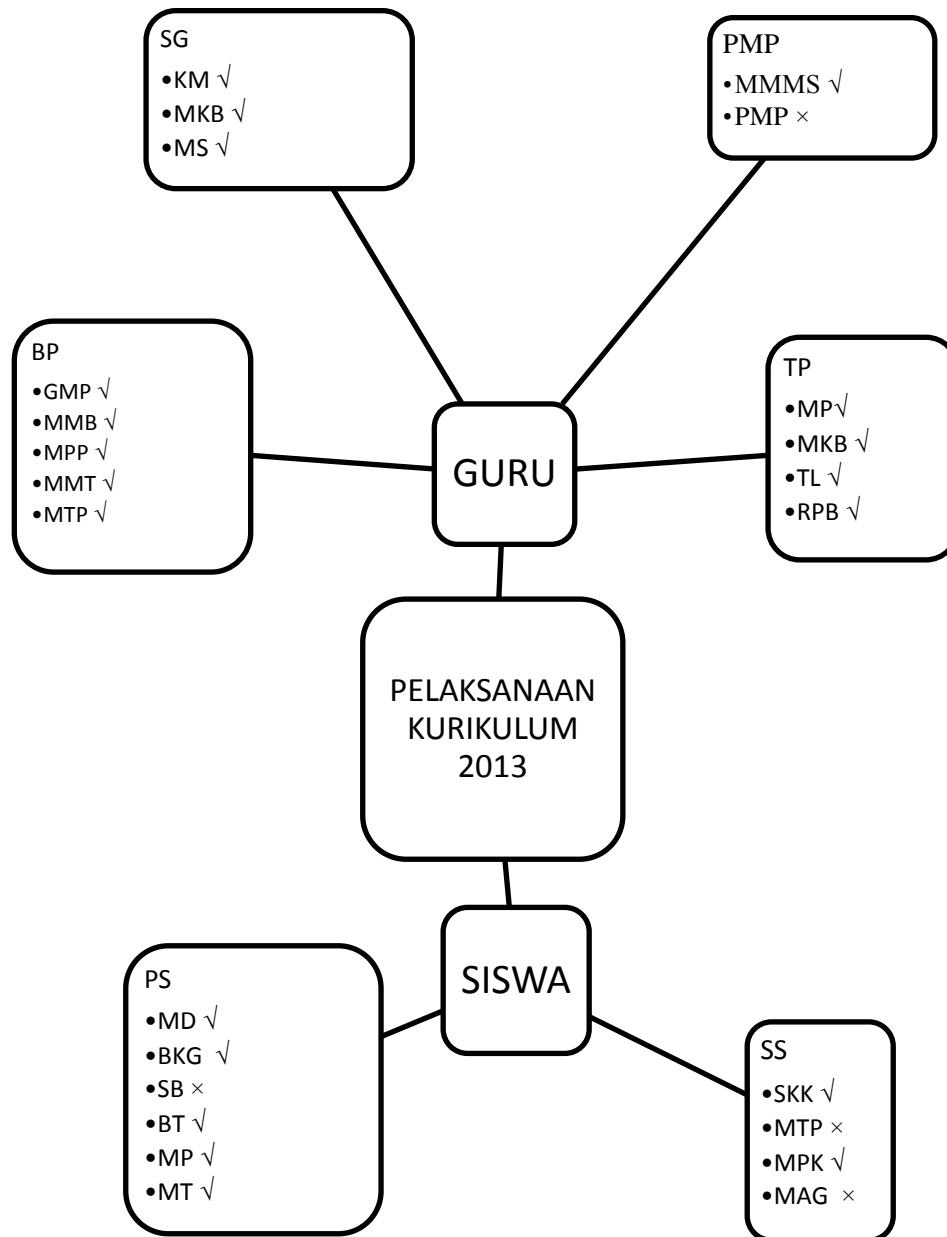 SG
•KM √
•MKB √
•MS √
PMP
•MMMS √
•PMP ×
BP
•GMP √
•MMB √
•MPP √
•MMT √
•MTP √
TP
•MP√
•MKB √
•TL √
•RPB √
GURU
PELAKSANAAN
KURIKULUM
2013
SISWA
PS
•MD √
•BKG √
•SB ×
•BT √
•MP √
•MT √
SS
•SKK √
•MTP ×
•MPK √
•MAG ×